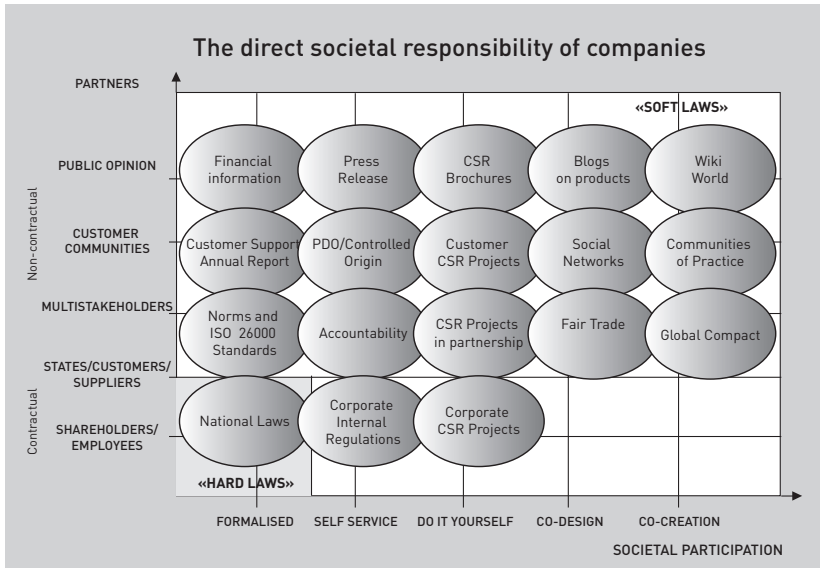 The direct societal responsibility of companies
PARTNERS
«SOFT LAWS»
PUBLIC OPINION
Financial
information
Press
Release
CSR
Brochures
Blogs
on products
Wiki
World
Non-contractual
CUSTOMER
COMMUNITIES
Customer Support
Annual Report
PDO/Controlled
Origin
Customer
CSR Projects
Social
Networks
Communities
of Practice
MULTISTAKEHOLDERS
Norms and
ISO 26000
Standards
Accountability
CSR Projects
in partnership
Fair Trade
Global Compact
STATES/CUSTOMERS/
SUPPLIERS
Contractual
SHAREHOLDERS/
EMPLOYEES
National Laws
Corporate
Internal
Regulations
Corporate
CSR Projects
«HARD LAWS»
FORMALISED
SELF SERVICE
DO IT YOURSELF
CO-DESIGN
CO-CREATION
SOCIETAL PARTICIPATION